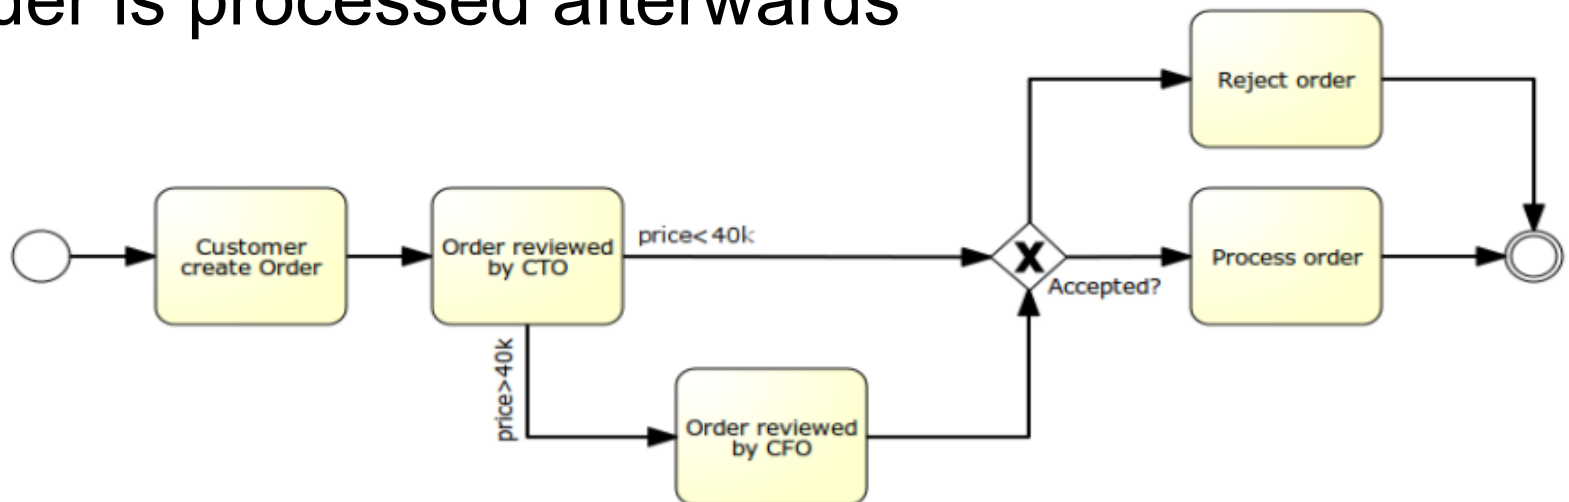 der is processed afterwards
Reject order
Customer
create Order
Order reviewed
by CTO
price<40k
X
Accepted?
Process order
price>40k
Order reviewed
by CFO